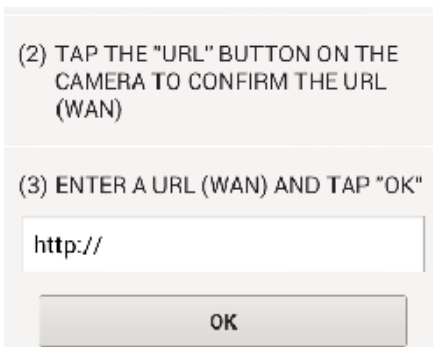 (2) TAP THE "URL" BUTTON ON THE
CAMERA TO CONFIRM THE URL
(WAN)
(3) ENTER A URL (WAN) AND TAP "OK"
http://
OK